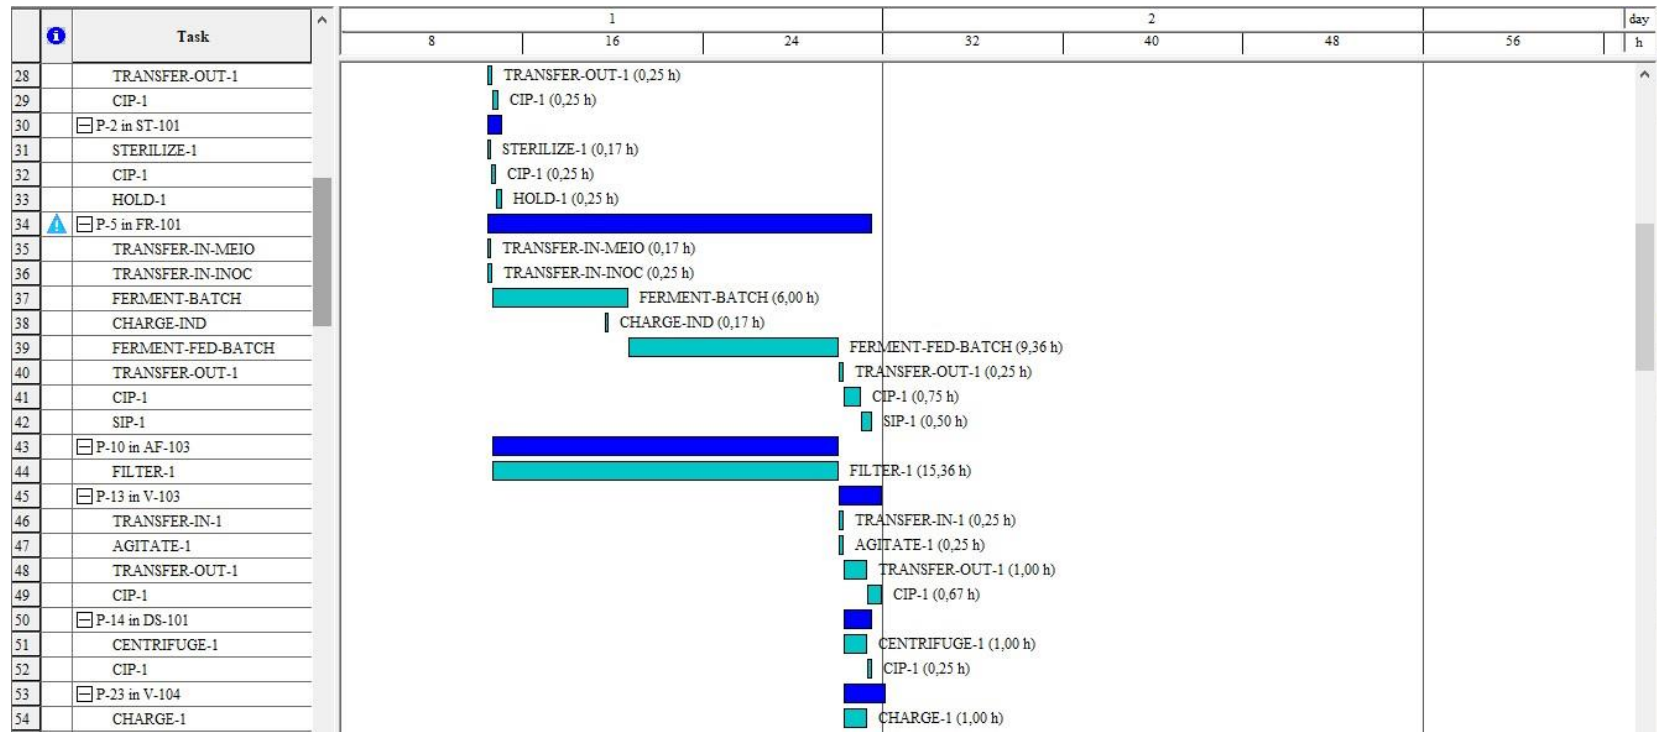 1 2 day
Task
8 16 24 32 40 48 56 h
28 TRANSFER-OUT-1 TRANSFER-OUT-1 (0,25 h)
29 CIP-1 CIP-1 (0,25 h)
30 P-2 in ST-101
31 STERILIZE-1 STERILIZE-1 (0,17 h)
32 CIP-1 CIP-1 (0,25 h)
33 HOLD-1 HOLD-1 (0,25 h)
34 P-5 in FR-101
35 TRANSFER-IN-MEIO TRANSFER-IN-MEIO (0,17 h)
36 TRANSFER-IN-INOC TRANSFER-IN-INOC (0,25 h)
37 FERMENT-BATCH FERMENT-BATCH (6,00 h)
38 CHARGE-IND CHARGE-IND (0,17 h)
39 FERMENT-FED-BATCH FERMENT-FED-BATCH (9,36 h)
40 TRANSFER-OUT-1 TRANSFER-OUT-1 (0,25 h)
41 CIP-1 CIP-1 (0,75 h)
42 SIP-1 SIP-1 (0,50 h)
43 P-10 in AF-103
44 FILTER-1 FILTER-1 (15,36 h)
45 P-13 in V-103
46 TRANSFER-IN-1 TRANSFER-IN-1 (0,25 h)
47 AGITATE-1 AGITATE-1 (0,25 h)
48 TRANSFER-OUT-1 TRANSFER-OUT-1 (1,00 h)
49 CIP-1 CIP-1 (0,67 h)
50 P-14 in DS-101
51 CENTRIFUGE-1 CENTRIFUGE-1 (1,00 h)
52 CIP-1 CIP-1 (0,25 h)
53 P-23 in V-104
54 CHARGE-1 CHARGE-1 (1,00 h)